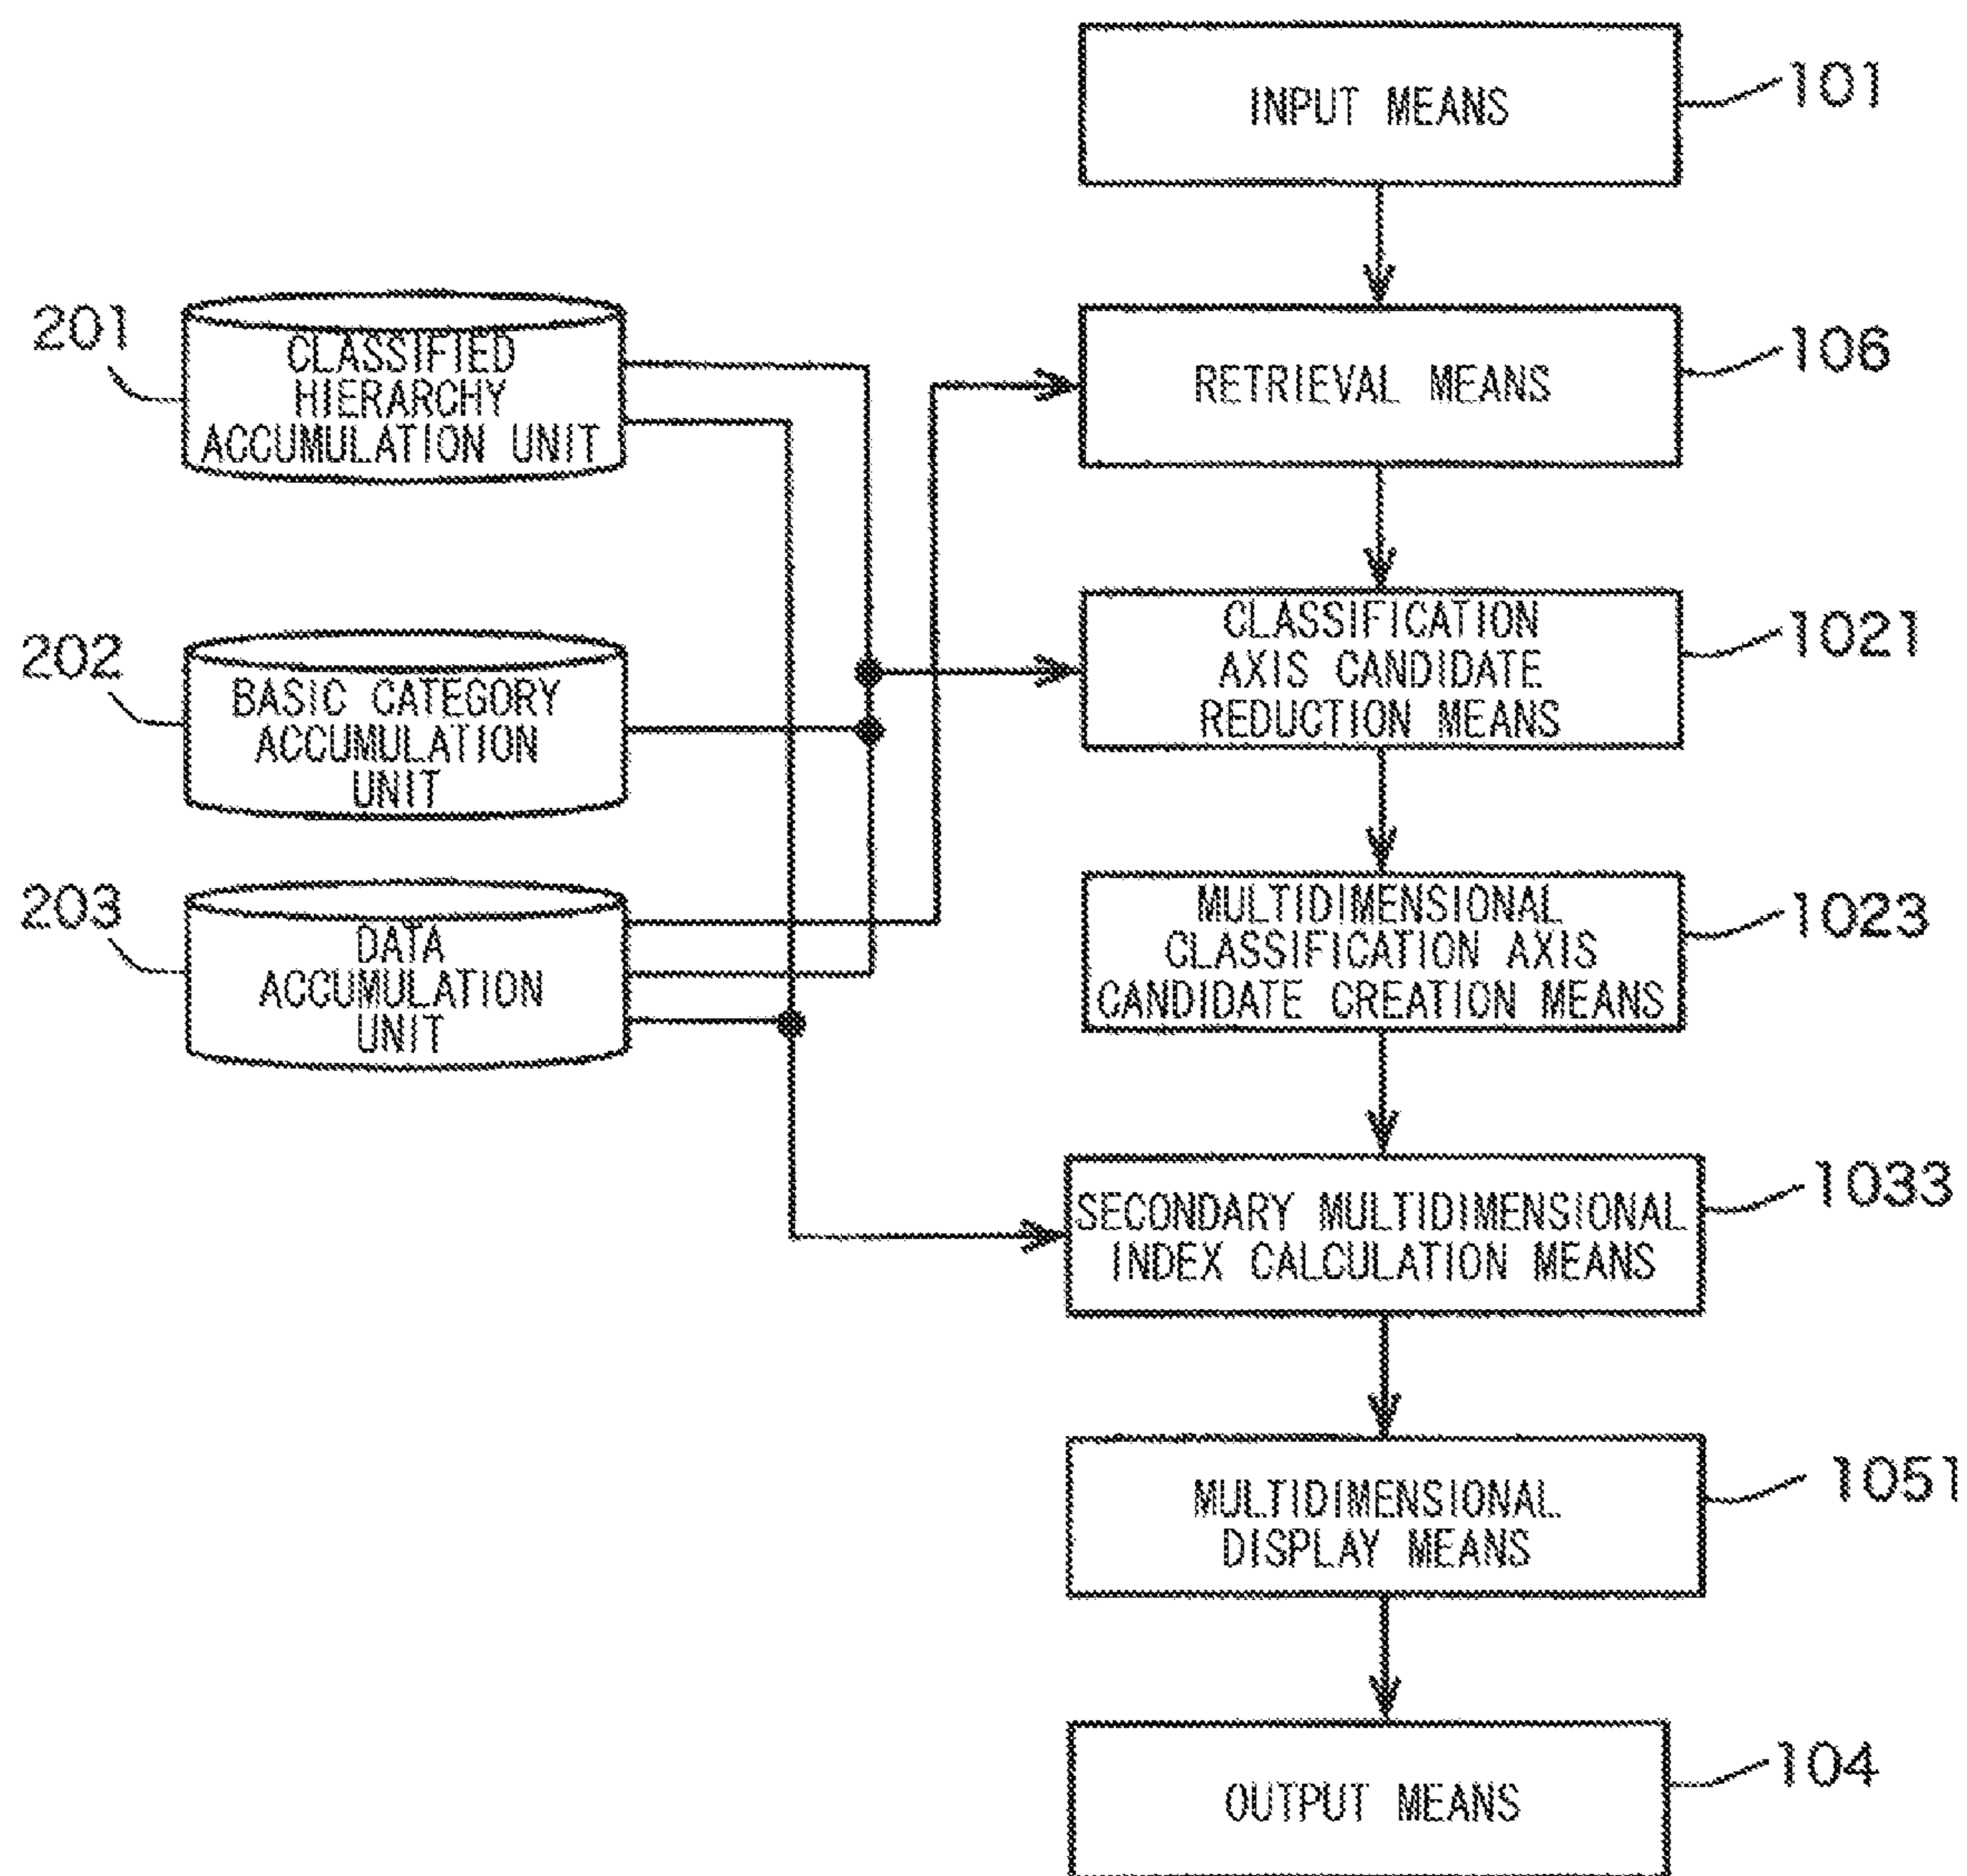 INPUT MEANS
101
201
CLASSIFIED
HIERARCHY
ACCUMULATION UNIT
RETRIEVAL MEANS
106
202
BASIC CATEGORY
ACCUMULATION
UNIT
CLASSIFICATION
AXIS CANDIDATE
REDUCTION MEANS
1021
203
DATA
ACCUMULATION
UNIT
MULTIDIMENSIONAL
CLASSIFICATION AXIS
CANDIDATE CREATION MEANS
1023
SECONDARY MULTIDIMENSIONAL
INDEX CALCULATION MEANS
1033
MULTIDIMENSIONAL
DISPLAY MEANS
1051
OUTPUT MEANS
104